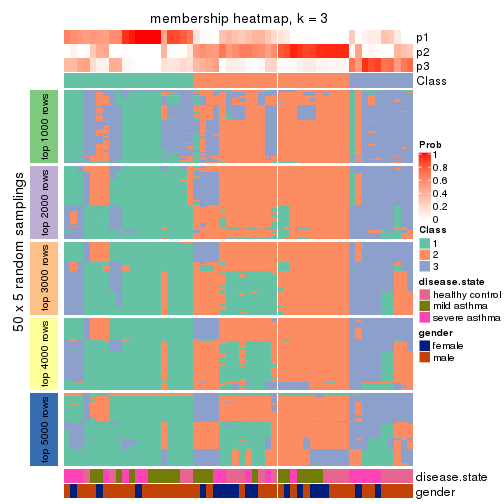 membership heatmap, k = 3
p1
p2
p3
Class
50 x 5 random samplings
top 1000 rows
top 2000 rows
top 3000 rows
top 4000 rows
top 5000 rows
disease.state
gender
Prob
1
0.8
0.6
0.4
0.2
0
Class
1
2
3
disease.state
healthy control
mild asthma
severe asthma
gender
female
male